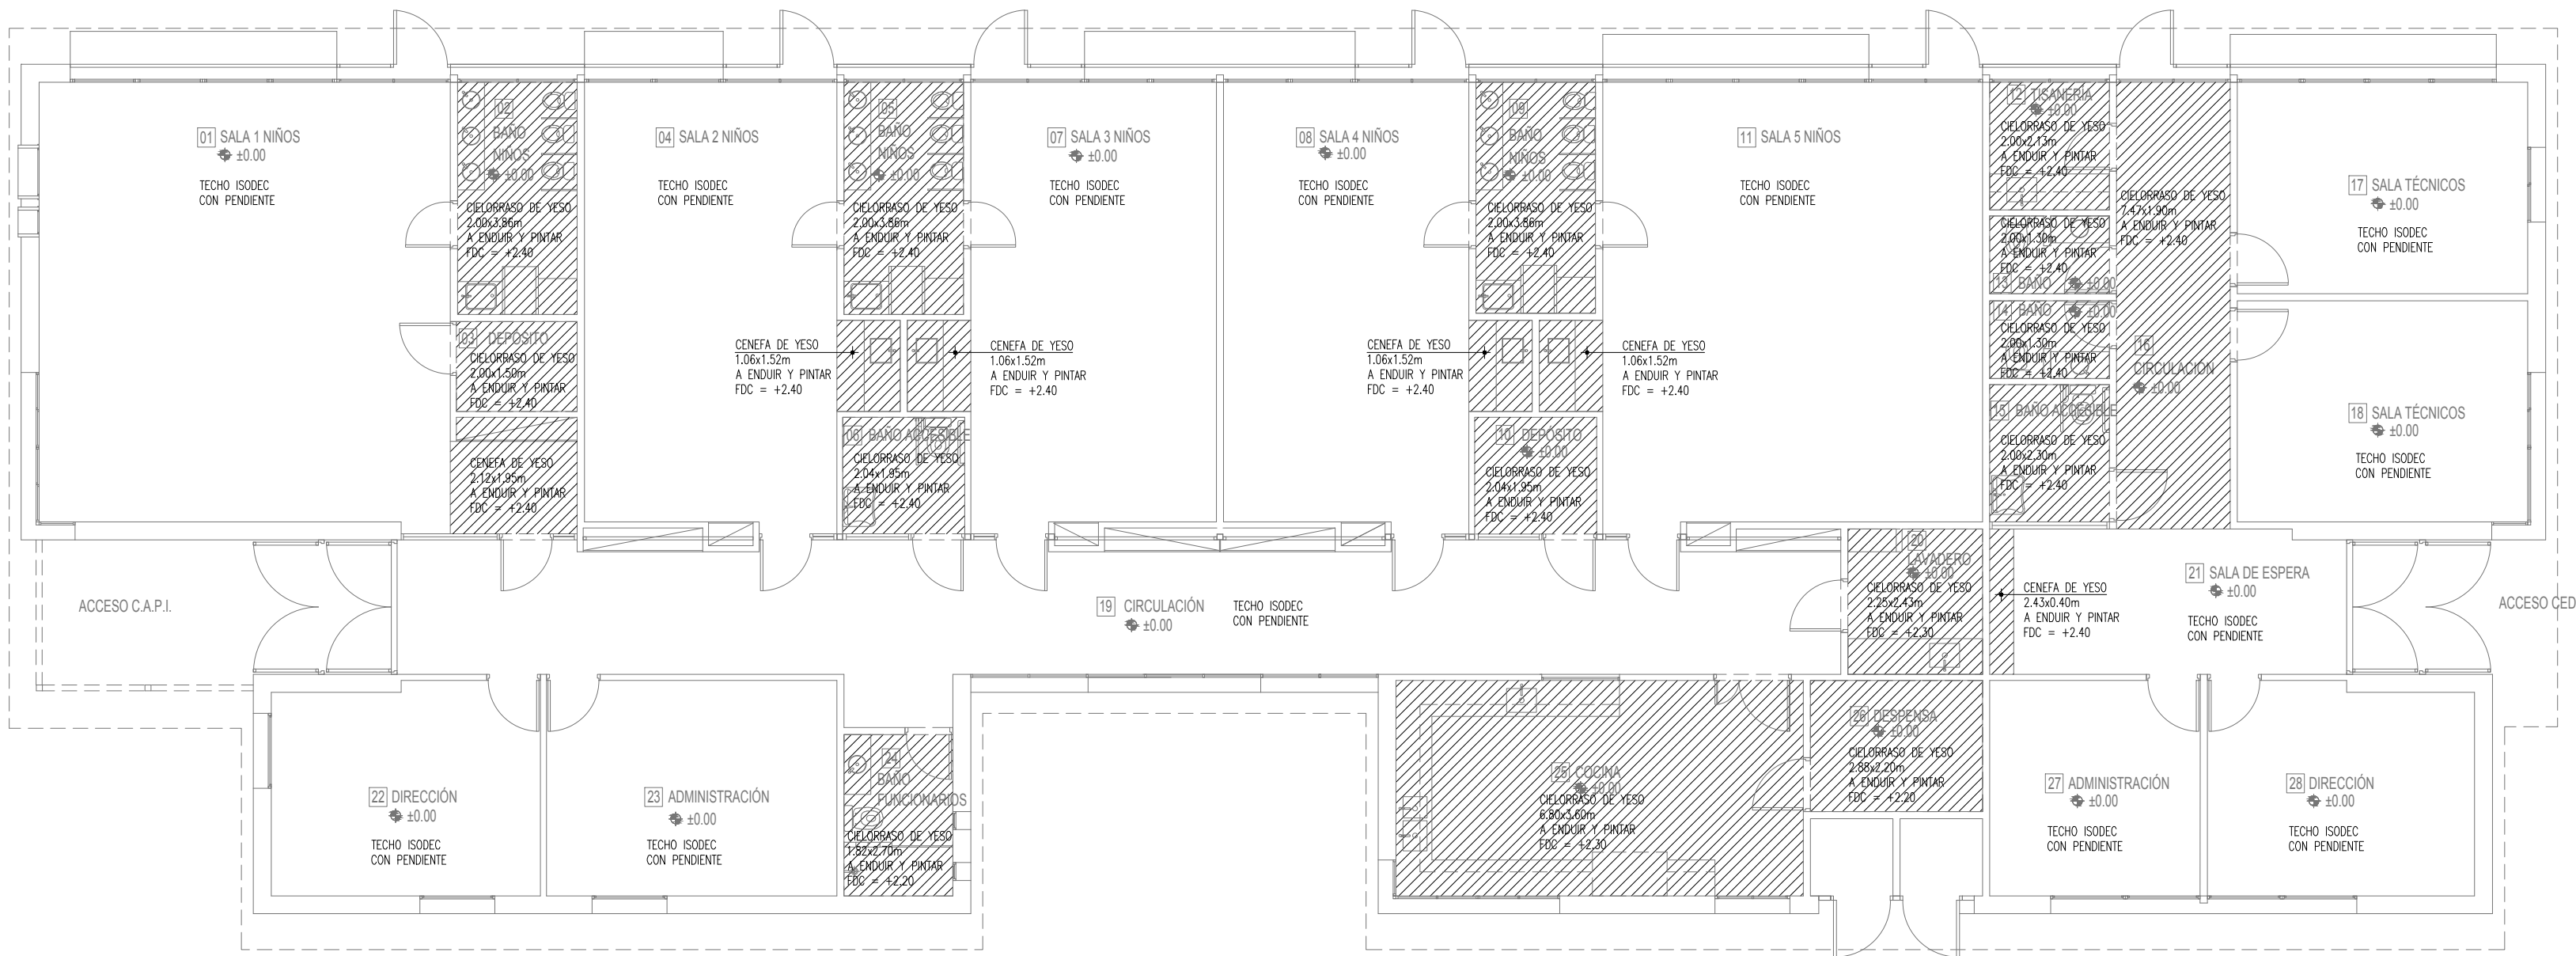 01 SALA 1 NIÑOS
±0.00
TECHO ISODEC
CON PENDIENTE
02
BAÑO
NIÑOS
±0.00
CIELORRASO DE YESO
2.00x3.86m
A ENDUIR Y PINTAR
FDC = +2.40
03 DEPÓSITO
CIELORRASO DE YESO
2.00x1.50m
A ENDUIR Y PINTAR
FDC = +2.40
CENEFA DE YESO
2.12x1.95m
A ENDUIR Y PINTAR
FDC = +2.40
04 SALA 2 NIÑOS
TECHO ISODEC
CON PENDIENTE
CENEFA DE YESO
1.06x1.52m
A ENDUIR Y PINTAR
FDC = +2.40
05
BAÑO
NIÑOS
±0.00
CIELORRASO DE YESO
2.00x3.86m
A ENDUIR Y PINTAR
FDC = +2.40
06 BAÑO ACCESIBLE
CIELORRASO DE YESO
2.04x1.95m
A ENDUIR Y PINTAR
FDC = +2.40
07 SALA 3 NIÑOS
±0.00
TECHO ISODEC
CON PENDIENTE
CENEFA DE YESO
1.06x1.52m
A ENDUIR Y PINTAR
FDC = +2.40
08 SALA 4 NIÑOS
±0.00
TECHO ISODEC
CON PENDIENTE
CENEFA DE YESO
1.06x1.52m
A ENDUIR Y PINTAR
FDC = +2.40
09
BAÑO
NIÑOS
±0.00
CIELORRASO DE YESO
2.00x3.86m
A ENDUIR Y PINTAR
FDC = +2.40
10 DEPÓSITO
±0.00
CIELORRASO DE YESO
2.04x1.95m
A ENDUIR Y PINTAR
FDC = +2.40
11 SALA 5 NIÑOS
TECHO ISODEC
CON PENDIENTE
CENEFA DE YESO
1.06x1.52m
A ENDUIR Y PINTAR
FDC = +2.40
12 TISANERÍA
±0.00
CIELORRASO DE YESO
2.00x2.13m
A ENDUIR Y PINTAR
FDC = +2.40
CIELORRASO DE YESO
2.00x1.30m
A ENDUIR Y PINTAR
FDC = +2.40
13 BAÑO ±0.00
14 BAÑO ±0.00
CIELORRASO DE YESO
2.00x1.30m
A ENDUIR Y PINTAR
FDC = +2.40
15 BAÑO ACCESIBLE
CIELORRASO DE YESO
2.00x2.30m
A ENDUIR Y PINTAR
FDC = +2.40
CIELORRASO DE YESO
7.47x1.90m
A ENDUIR Y PINTAR
FDC = +2.40
16
CIRCULACIÓN
±0.00
17 SALA TÉCNICOS
±0.00
TECHO ISODEC
CON PENDIENTE
18 SALA TÉCNICOS
±0.00
TECHO ISODEC
CON PENDIENTE
ACCESO C.A.P.I.
19 CIRCULACIÓN
±0.00
TECHO ISODEC
CON PENDIENTE
20
LAVADERO
±0.00
CIELORRASO DE YESO
2.25x2.43m
A ENDUIR Y PINTAR
FDC = +2.30
CENEFA DE YESO
2.43x0.40m
A ENDUIR Y PINTAR
FDC = +2.40
21 SALA DE ESPERA
±0.00
TECHO ISODEC
CON PENDIENTE
ACCESO CED
22 DIRECCIÓN
±0.00
TECHO ISODEC
CON PENDIENTE
23 ADMINISTRACIÓN
±0.00
TECHO ISODEC
CON PENDIENTE
24
BAÑO
FUNCIONARIOS
CIELORRASO DE YESO
1.82x2.70m
A ENDUIR Y PINTAR
FDC = +2.20
25 COCINA
±0.00
CIELORRASO DE YESO
6.80x3.60m
A ENDUIR Y PINTAR
FDC = +2.30
26 DESPENSA
±0.00
CIELORRASO DE YESO
2.88x2.20m
A ENDUIR Y PINTAR
FDC = +2.20
27 ADMINISTRACIÓN
±0.00
TECHO ISODEC
CON PENDIENTE
28 DIRECCIÓN
±0.00
TECHO ISODEC
CON PENDIENTE